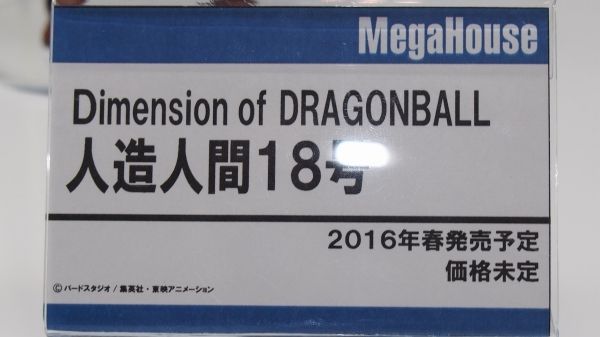 MegaHouse
Dimension of DRAGONBALL
人造人間18号
2016年春発売予定
価格未定
© バードスタジオ / 集英社・東映アニメーション